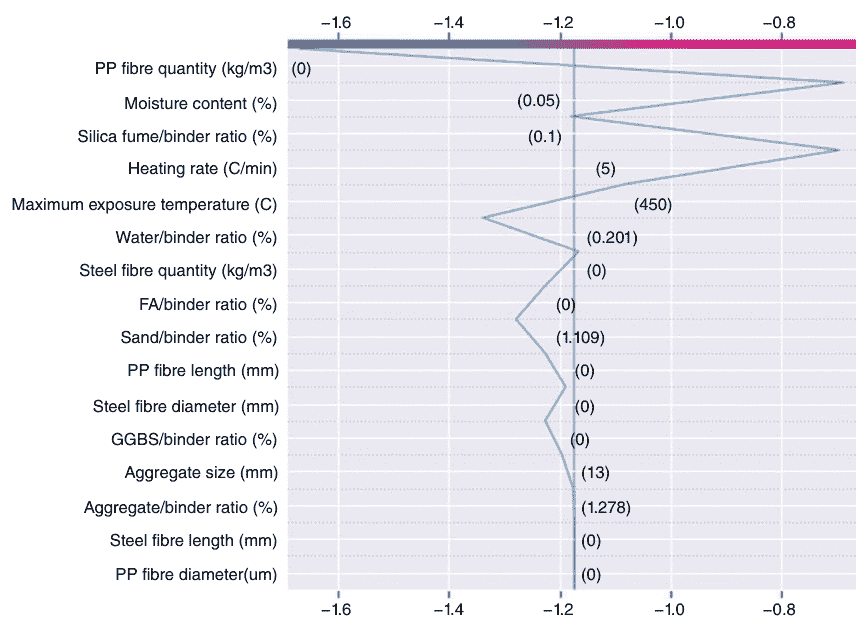 −1.6 −1.4 −1.2 −1.0 −0.8
PP fibre quantity (kg/m3) (0)
Moisture content (%) (0.05)
Silica fume/binder ratio (%) (0.1)
Heating rate (C/min) (5)
Maximum exposure temperature (C) (450)
Water/binder ratio (%) (0.201)
Steel fibre quantity (kg/m3) (0)
FA/binder ratio (%) (0)
Sand/binder ratio (%) (1.109)
PP fibre length (mm) (0)
Steel fibre diameter (mm) (0)
GGBS/binder ratio (%) (0)
Aggregate size (mm) (13)
Aggregate/binder ratio (%) (1.278)
Steel fibre length (mm) (0)
PP fibre diameter(um) (0)
−1.6 −1.4 −1.2 −1.0 −0.8